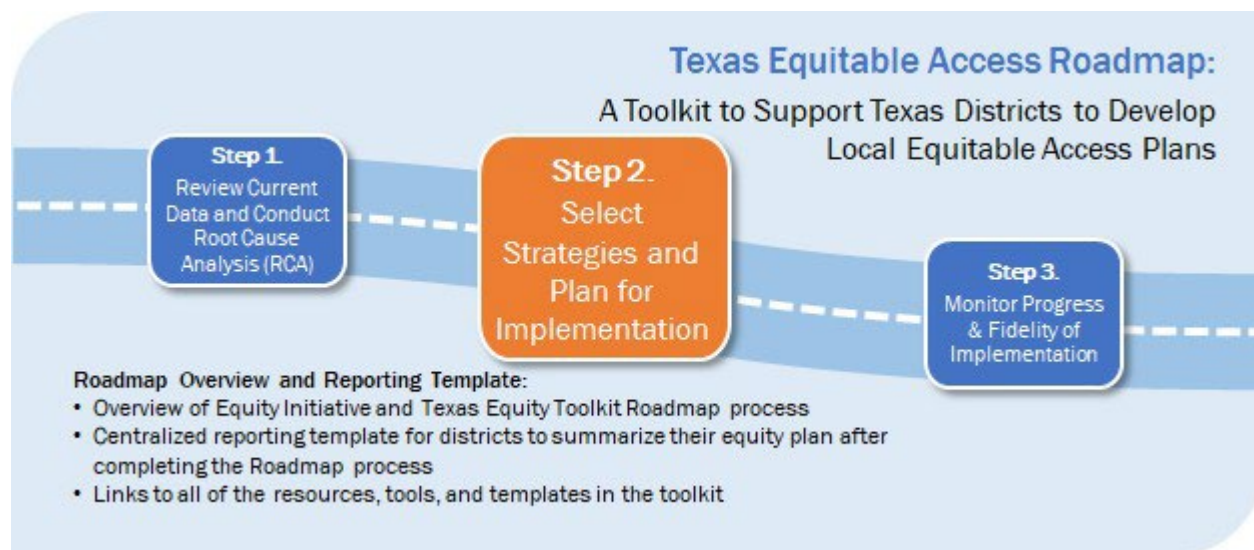 Texas Equitable Access Roadmap:
A Toolkit to Support Texas Districts to Develop
Local Equitable Access Plans
Step 1.
Review Current
Data and Conduct
Root Cause
Analysis (RCA)
Step 2.
Select
Strategies and
Plan for
Implementation
Step 3.
Monitor Progress
& Fidelity of
Implementation
Roadmap Overview and Reporting Template:
• Overview of Equity Initiative and Texas Equity Toolkit Roadmap process
• Centralized reporting template for districts to summarize their equity plan after
completing the Roadmap process
• Links to all of the resources, tools, and templates in the toolkit